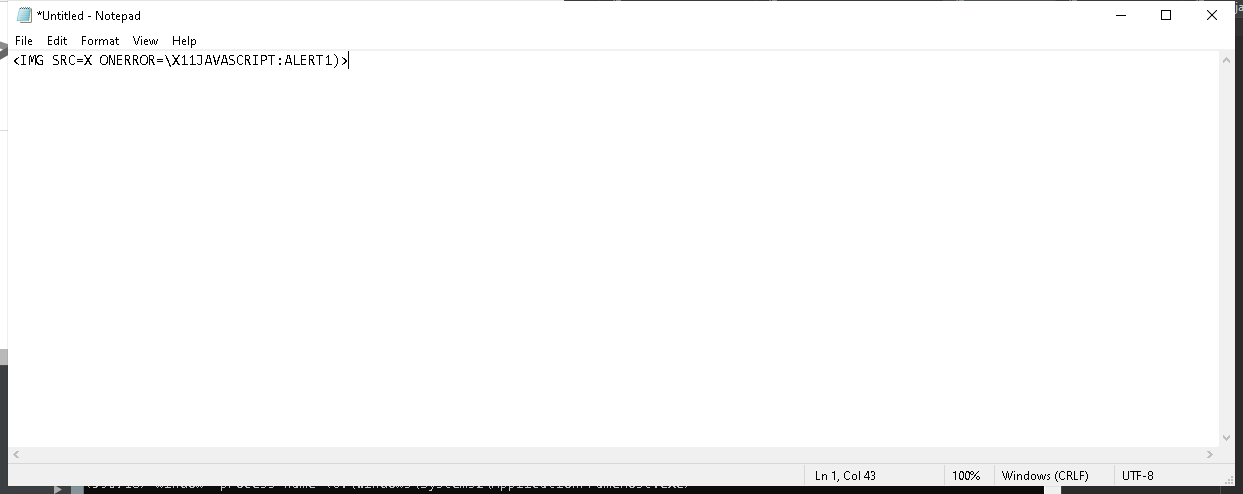 *Untitled - Notepad
File Edit Format View Help
<IMG SRC=X ONERROR=\X11JAVASCRIPT:ALERT1)>
Ln 1, Col 43 100% Windows (CRLF) UTF-8